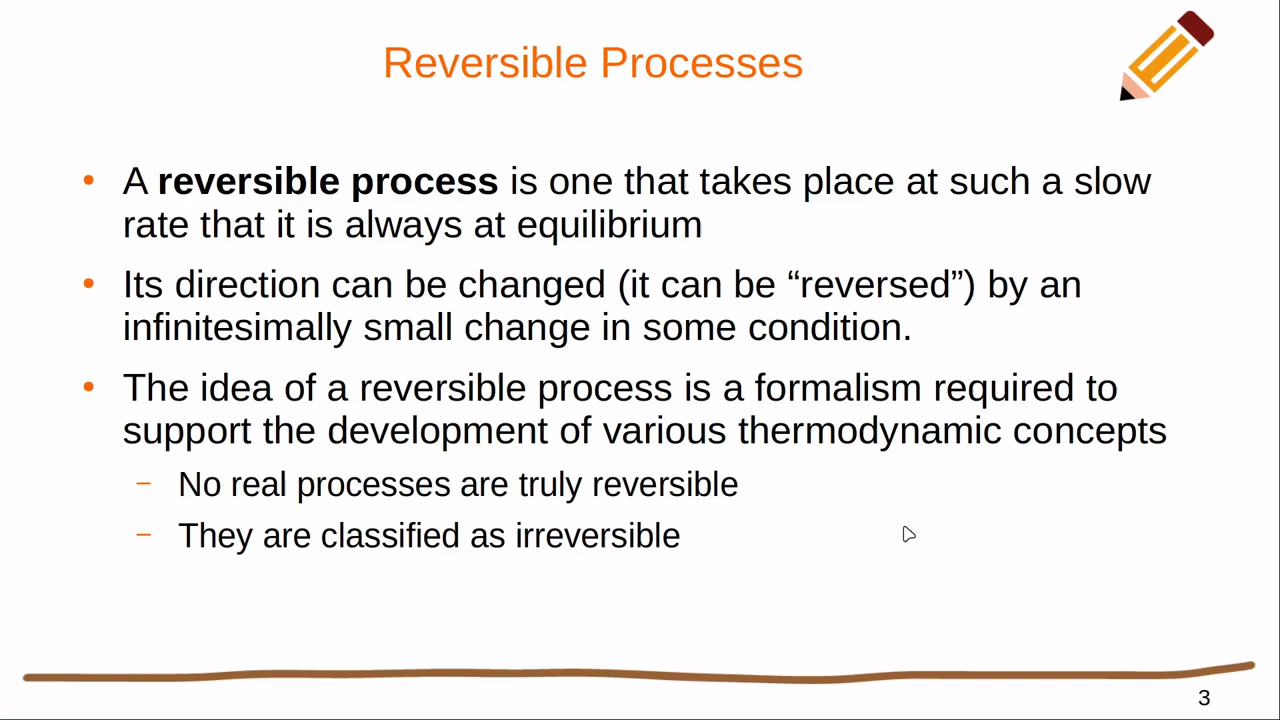 Reversible Processes
• A reversible process is one that takes place at such a slow
rate that it is always at equilibrium
• Its direction can be changed (it can be “reversed”) by an
infinitesimally small change in some condition.
• The idea of a reversible process is a formalism required to
support the development of various thermodynamic concepts
– No real processes are truly reversible
– They are classified as irreversible
3